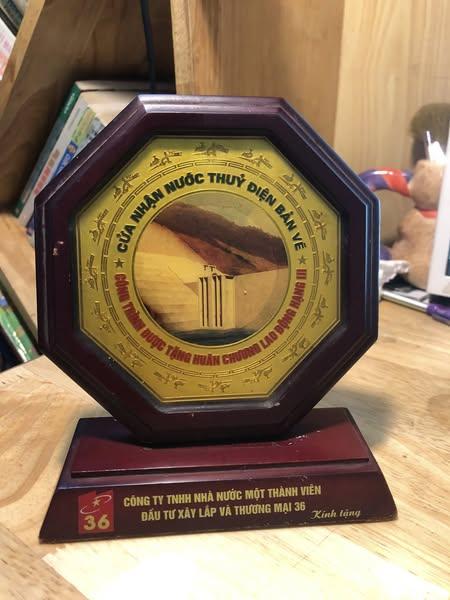 CỬA NHẬN NƯỚC THUỶ ĐIỆN BẢN VẼ
CÔNG TRÌNH ĐƯỢC TẶNG HUÂN CHƯƠNG LAO ĐỘNG HẠNG III
36
CÔNG TY TNHH NHÀ NƯỚC MỘT THÀNH VIÊN
ĐẦU TƯ XÂY LẮP VÀ THƯƠNG MẠI 36
Kính tặng